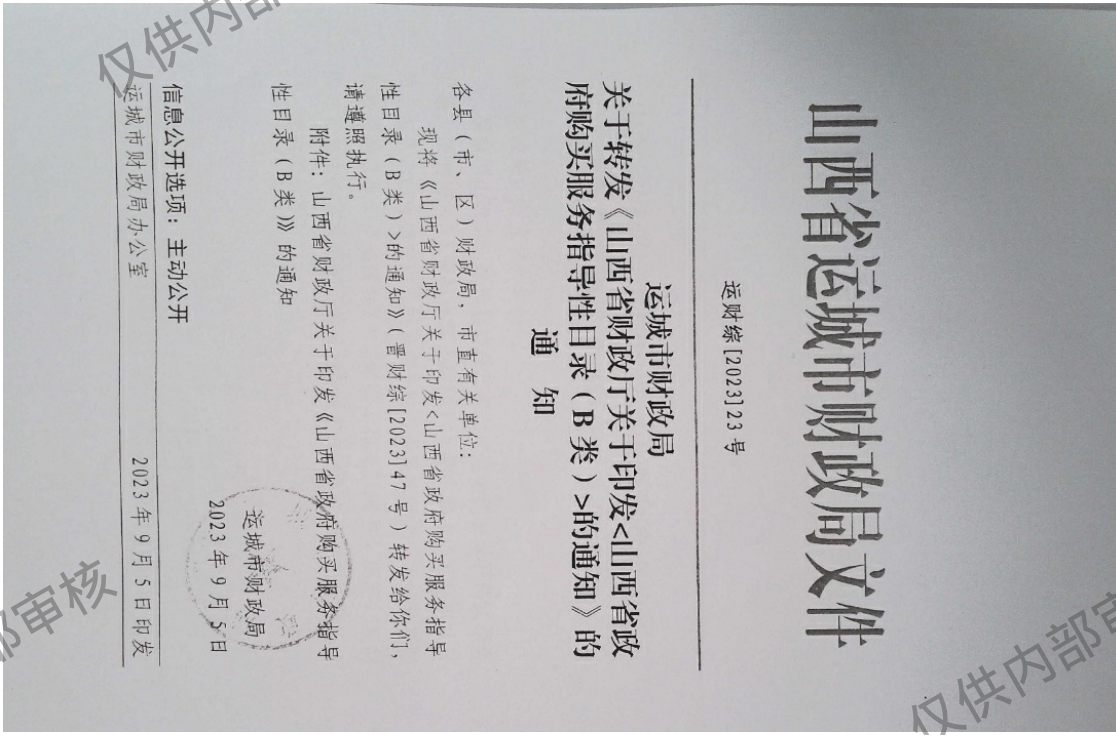 山西省运城市财政局文件
运财综[2023]23号
运城市财政局
关于转发《山西省财政厅关于印发<山西省政
府购买服务指导性目录(B类)>的通知》的
通 知
各县(市、区)财政局,市直有关单位:
现将《山西省财政厅关于印发<山西省政府购买服务指导
性目录(B类)>的通知》(晋财综[2023]47号)转发给你们,
请遵照执行。
附件:山西省财政厅关于印发《山西省政府购买服务指导
性目录(B类)》的通知
运城市财政局
2023年9月5日
信息公开选项:主动公开
运城市财政局办公室 2023年9月5日印发
仅供内部
部审核
仅供内部审